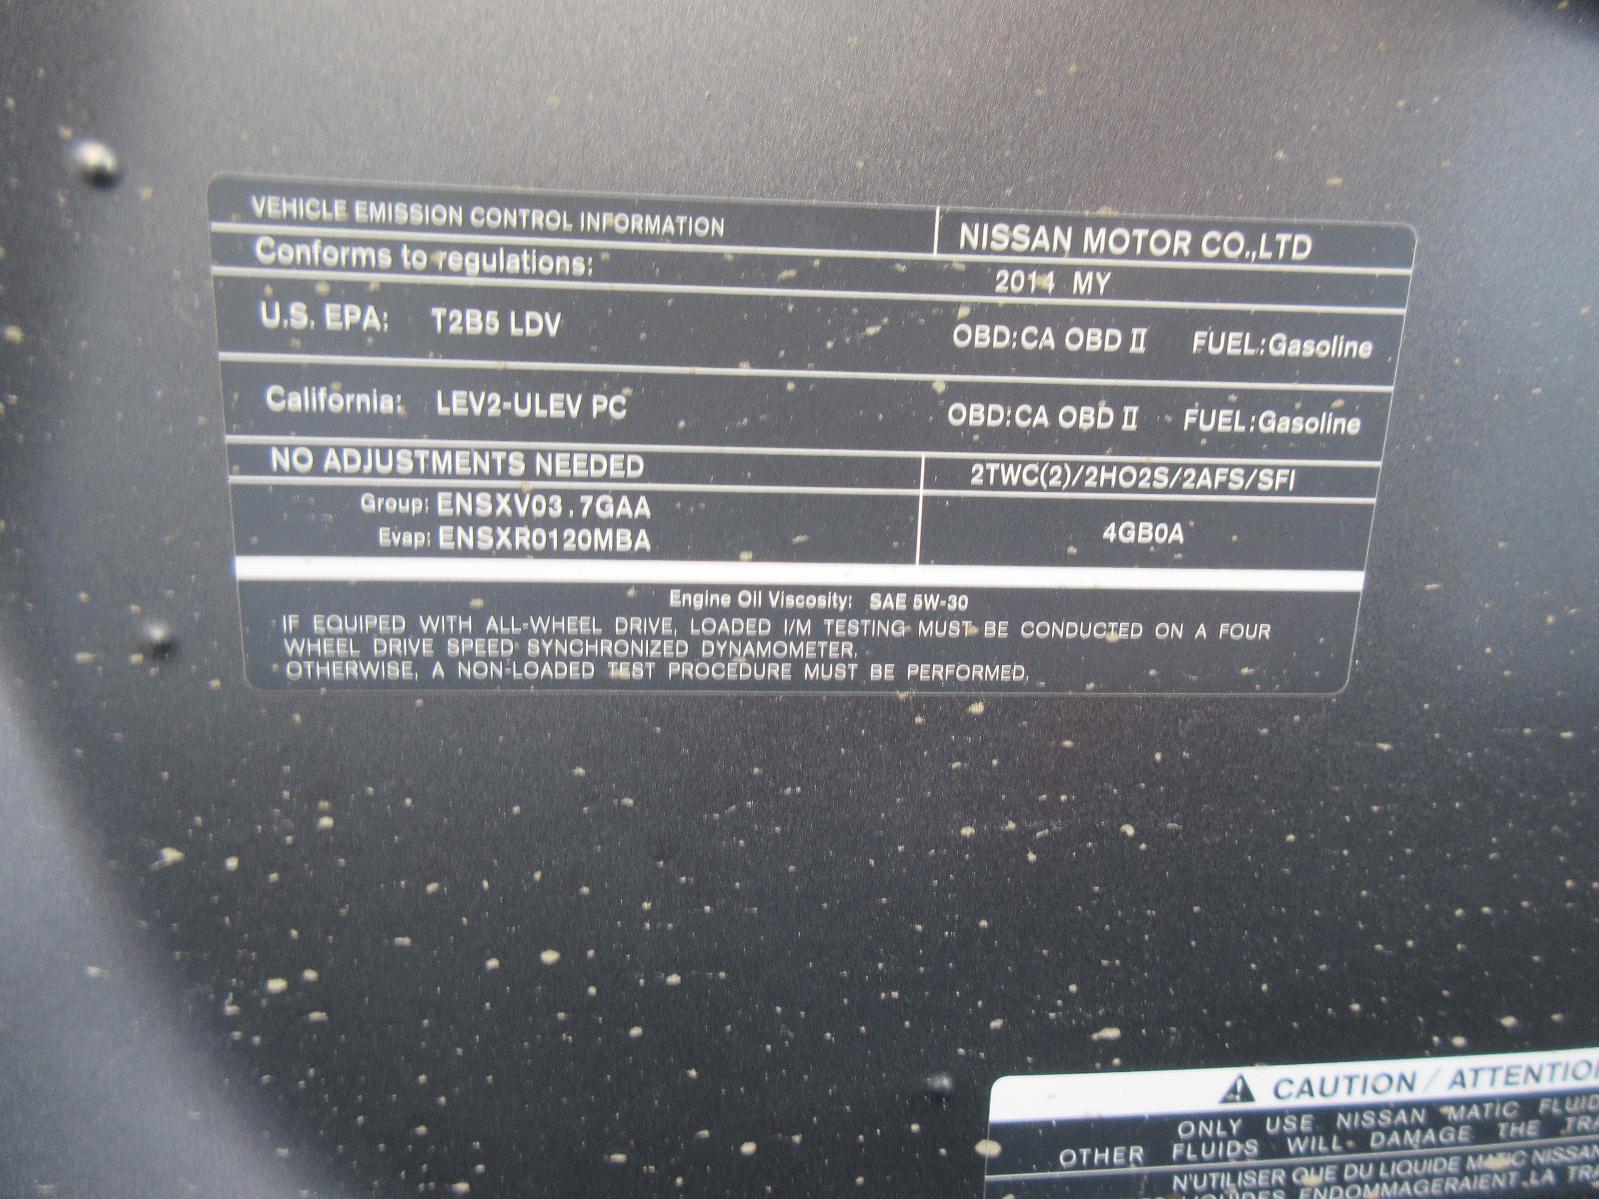 VEHICLE EMISSION CONTROL INFORMATION NISSAN MOTOR CO.,LTD
Conforms to regulations: 2014 MY
U.S. EPA: T2B5 LDV OBD:CA OBD II FUEL:Gasoline
California: LEV2-ULEV PC OBD:CA OBD II FUEL:Gasoline
NO ADJUSTMENTS NEEDED 2TWC(2)/2HO2S/2AFS/SFI
Group: ENSXV03.7GAA
Evap: ENSXR0120MBA
4GB0A
Engine Oil Viscosity: SAE 5W-30
IF EQUIPED WITH ALL-WHEEL DRIVE, LOADED I/M TESTING MUST BE CONDUCTED ON A FOUR
WHEEL DRIVE SPEED SYNCHRONIZED DYNAMOMETER.
OTHERWISE, A NON-LOADED TEST PROCEDURE MUST BE PERFORMED.
CAUTION / ATTENTION
ONLY USE NISSAN MATIC FLUID
OTHER FLUIDS WILL DAMAGE THE
N'UTILISER QUE DU LIQUIDE MATIC NISSAN
LIQUIDES ENDOMMAGERAIENT LA